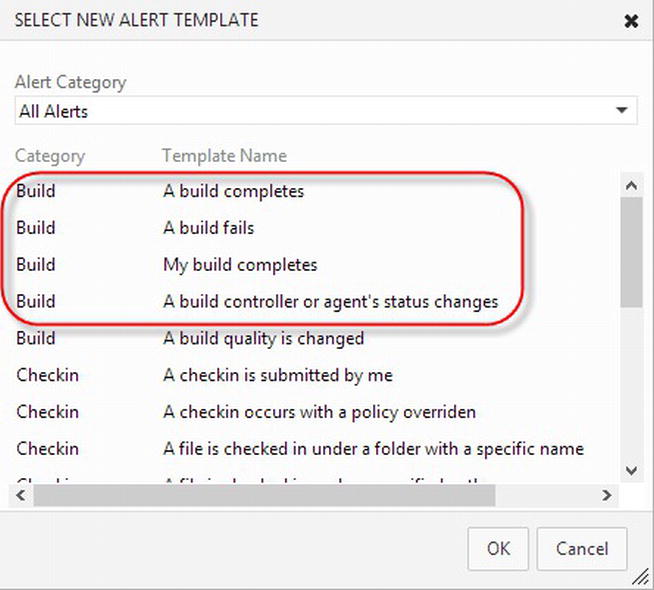 SELECT NEW ALERT TEMPLATE
Alert Category
All Alerts
Category Template Name
Build A build completes
Build A build fails
Build My build completes
Build A build controller or agent's status changes
Build A build quality is changed
Checkin A checkin is submitted by me
Checkin A checkin occurs with a policy overriden
Checkin A file is checked in under a folder with a specific name
OK Cancel